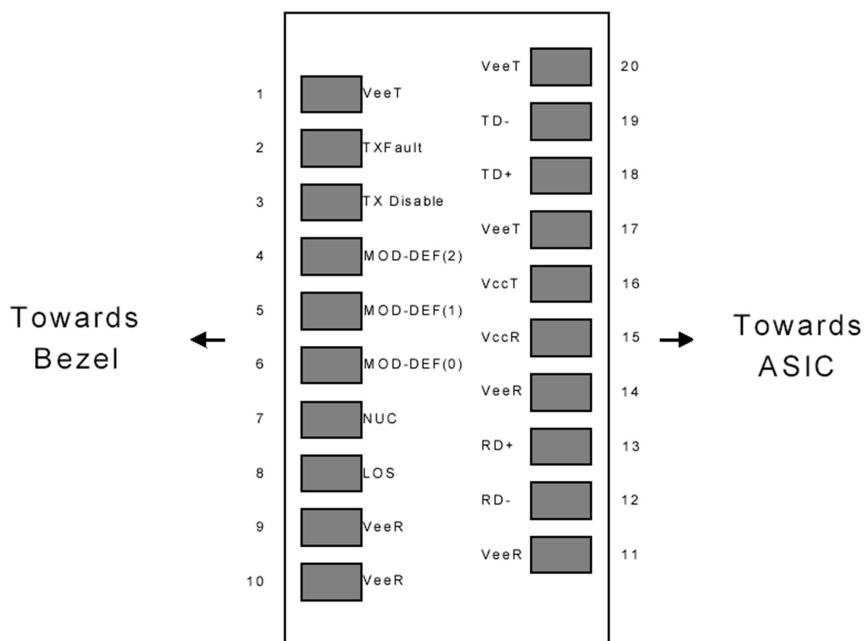 VeeT 20
1 VeeT
TD- 19
2 TXFault
TD+ 18
3 TX Disable
VeeT 17
4 MOD-DEF(2)
VccT 16
5 MOD-DEF(1)
Towards
Bezel
VccR 15
Towards
ASIC
6 MOD-DEF(0)
VeeR 14
7 NUC
RD+ 13
8 LOS
RD- 12
9 VeeR
VeeR 11
10 VeeR